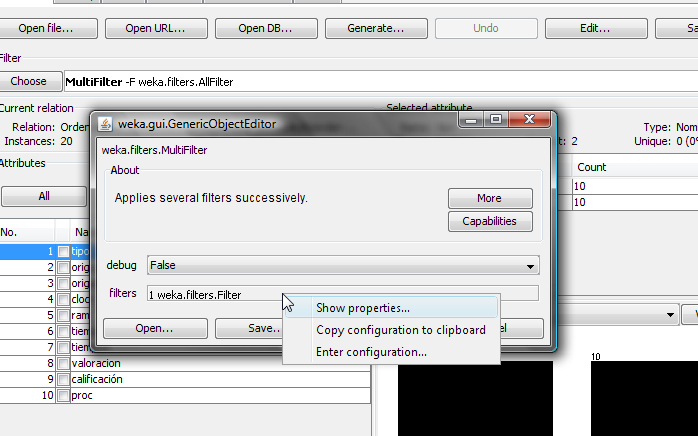 Open file... Open URL... Open DB... Generate... Undo Edit... Sa
Filter
Choose MultiFilter -F weka.filters.AllFilter
Current relation
Selected attribute
Relation: Orden
Instances: 20
Type: Nom
: 2 Unique: 0 (0%
Attributes
All
Count
10
10
No. Na
1 tipo
2 orig
3 orig
4 cloc
5 ram
6 tiem
7 tiem
8 valoracion
9 calificación
10 proc
weka.gui.GenericObjectEditor
weka.filters.MultiFilter
About
Applies several filters successively.
More
Capabilities
debug False
filters 1 weka.filters.Filter
Open... Save...
Show properties...
Copy configuration to clipboard
Enter configuration...
10